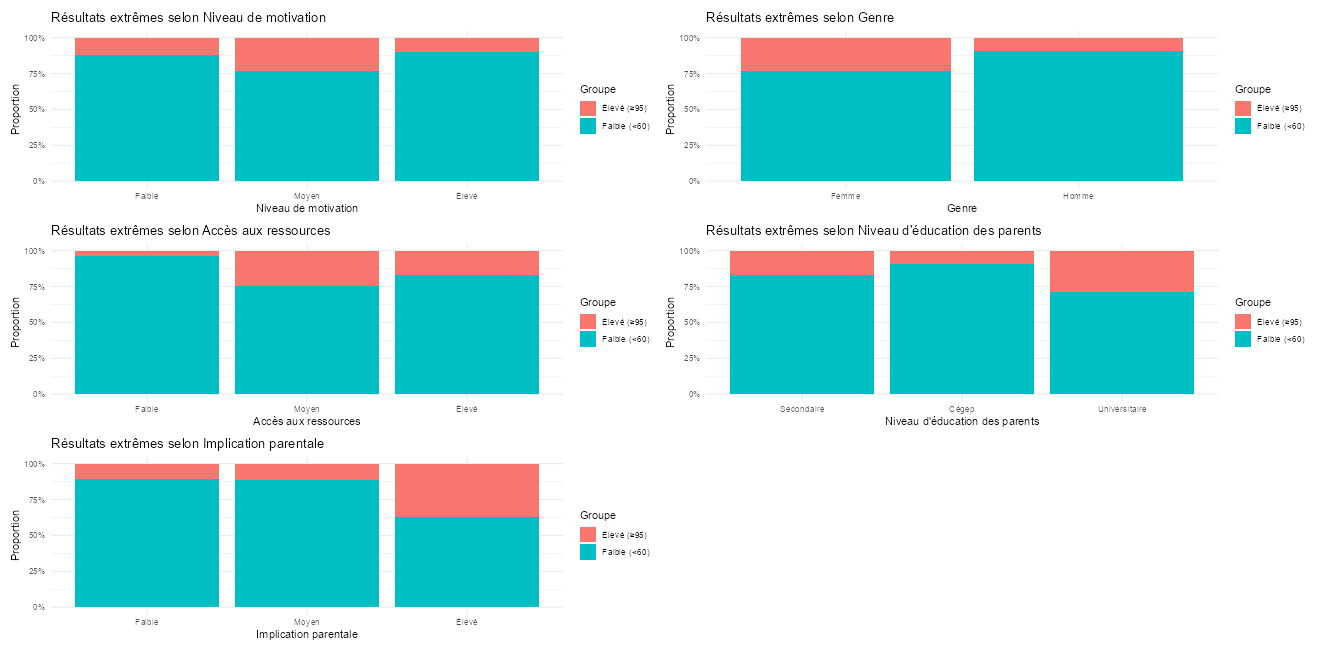 Résultats extrêmes selon Niveau de motivation
100%
75%
50%
25%
0%
Proportion
Faible
Moyen
Élevé
Niveau de motivation
Groupe
Élevé (≥95)
Faible (<60)
Résultats extrêmes selon Genre
100%
75%
50%
25%
0%
Proportion
Femme
Homme
Genre
Groupe
Élevé (≥95)
Faible (<60)
Résultats extrêmes selon Accès aux ressources
100%
75%
50%
25%
0%
Proportion
Faible
Moyen
Élevé
Accès aux ressources
Groupe
Élevé (≥95)
Faible (<60)
Résultats extrêmes selon Niveau d'éducation des parents
100%
75%
50%
25%
0%
Proportion
Secondaire
Cégep
Universitaire
Niveau d'éducation des parents
Groupe
Élevé (≥95)
Faible (<60)
Résultats extrêmes selon Implication parentale
100%
75%
50%
25%
0%
Proportion
Faible
Moyen
Élevé
Implication parentale
Groupe
Élevé (≥95)
Faible (<60)